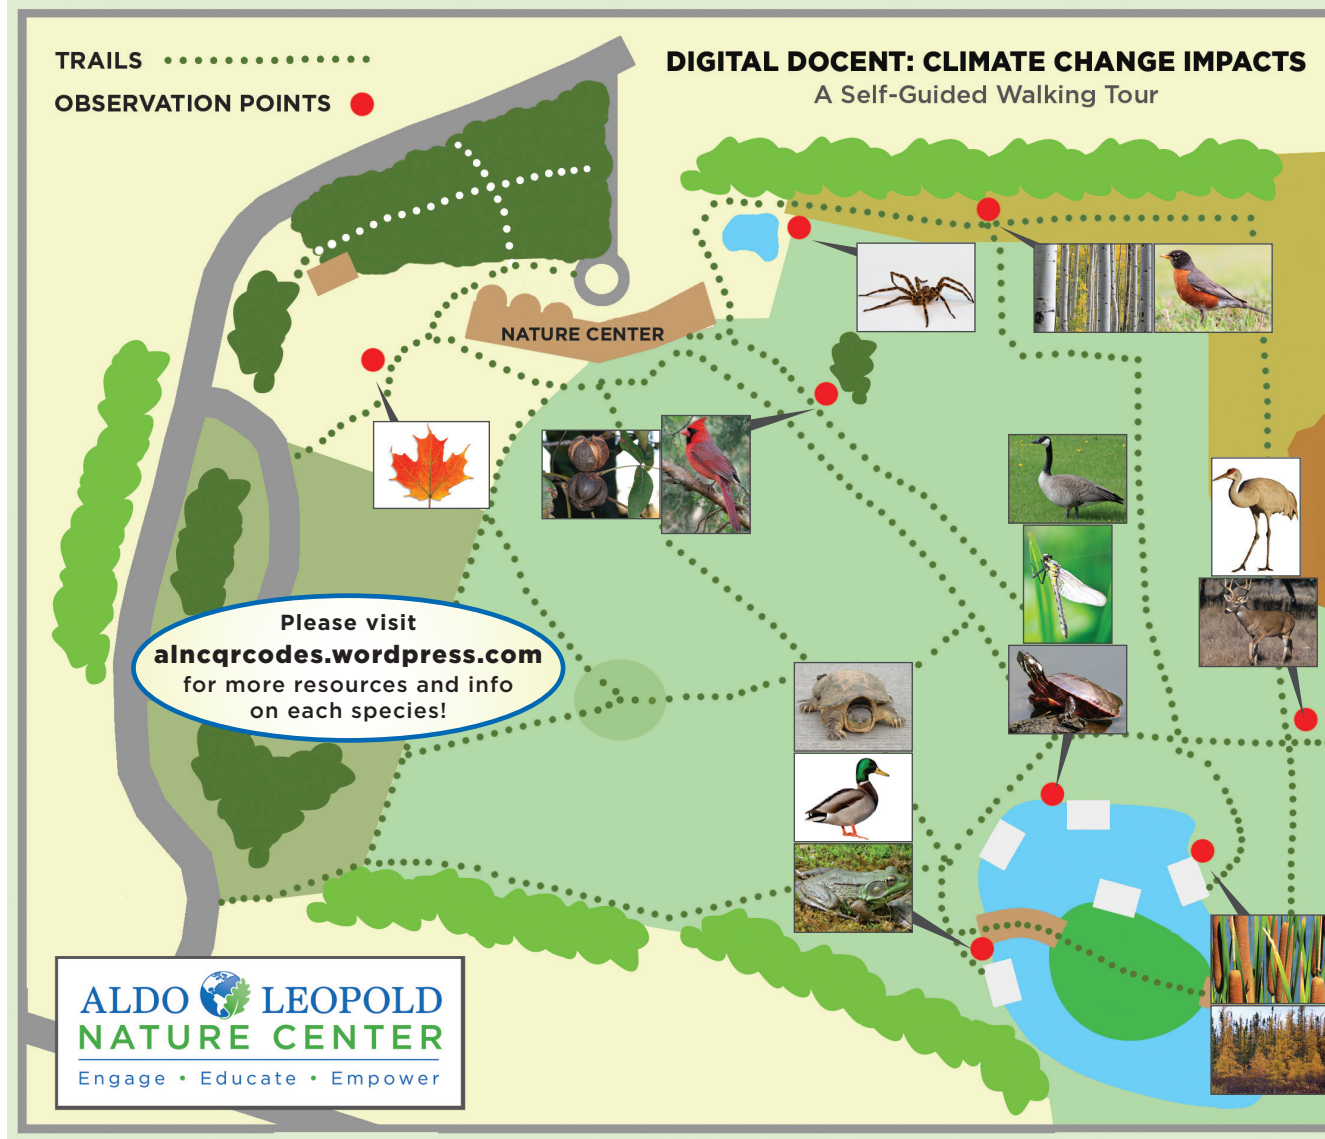 TRAILS
OBSERVATION POINTS
DIGITAL DOCENT: CLIMATE CHANGE IMPACTS
A Self-Guided Walking Tour
NATURE CENTER
Please visit
alncqrcodes.wordpress.com
for more resources and info
on each species!
ALDO LEOPOLD
NATURE CENTER
Engage • Educate • Empower